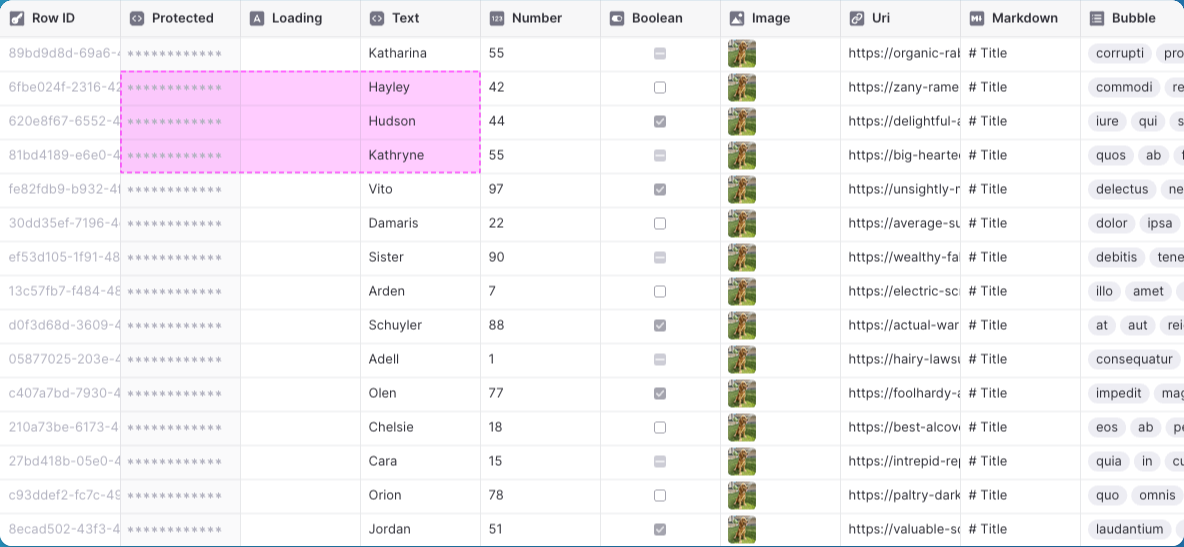 Row ID Protected Loading Text Number Boolean Image Uri Markdown Bubble
89bd9d8d-69a6- ************ Katharina 55 https://organic-ra # Title corrupti pro
6fbe024f-2316-42 ************ Hayley 42 https://zany-rame # Title commodi re
620e8f67-6552-4 ************ Hudson 44 https://delightful- # Title iure qui s
81bd4189-e6e0-4 ************ Kathryne 55 https://big-hearte # Title quos ab
fe82fdb9-b932-4 ************ Vito 97 https://unsightly- # Title delectus ne
30dd35ef-7196-4 ************ Damaris 22 https://average-su # Title dolor ipsa
ef53d105-1f91-48 ************ Sister 90 https://wealthy-fa # Title debitis tene
13c57fb7-f484-48 ************ Arden 7 https://electric-sc # Title illo amet
d0f3d68d-3609-4 ************ Schuyler 88 https://actual-war # Title at aut rei
05877025-203e-4 ************ Adell 1 https://hairy-laws # Title consequatur
c407a7bd-7930-4 ************ Olen 77 https://foolhardy- # Title impedit mag
210a73be-6173-4 ************ Chelsie 18 https://best-alcov # Title eos ab pe
27bd418b-05e0-4 ************ Cara 15 https://intrepid-re # Title quia in cu
c93ddef2-fc7c-49 ************ Orion 78 https://paltry-dark # Title quo omnis
8ecad502-43f3-4 ************ Jordan 51 https://valuable-s # Title laudantium